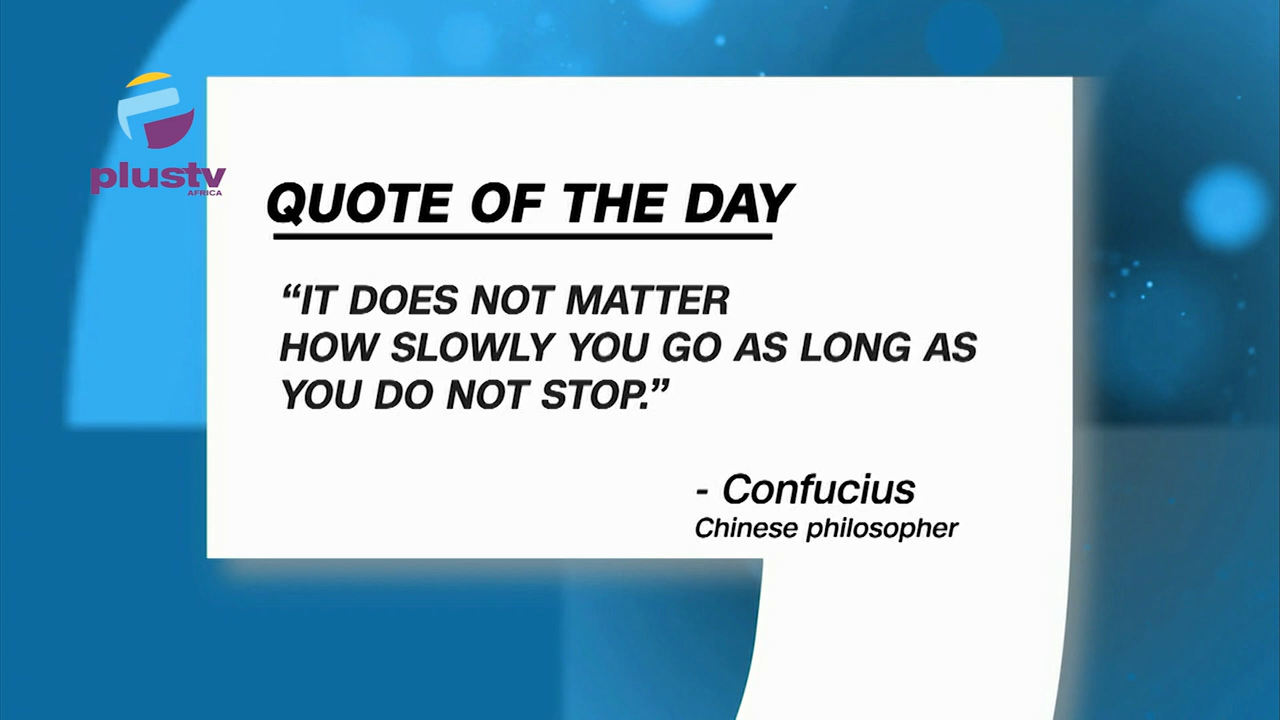 plustv
AFRICA
QUOTE OF THE DAY
“IT DOES NOT MATTER
HOW SLOWLY YOU GO AS LONG AS
YOU DO NOT STOP.”
- Confucius
Chinese philosopher